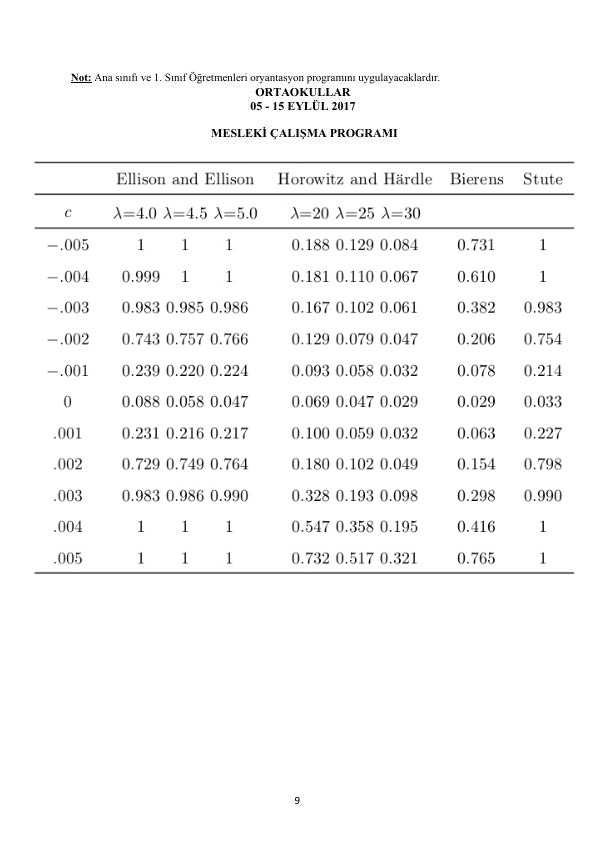 Not: Ana sınıfı ve 1. Sınıf Öğretmenleri oryantasyon programını uygulayacaklardır.
ORTAOKULLAR
05 - 15 EYLÜL 2017
MESLEKİ ÇALIŞMA PROGRAMI
Ellison and Ellison Horowitz and Härdle Bierens Stute
c λ=4.0 λ=4.5 λ=5.0 λ=20 λ=25 λ=30
−.005 1 1 1 0.188 0.129 0.084 0.731 1
−.004 0.999 1 1 0.181 0.110 0.067 0.610 1
−.003 0.983 0.985 0.986 0.167 0.102 0.061 0.382 0.983
−.002 0.743 0.757 0.766 0.129 0.079 0.047 0.206 0.754
−.001 0.239 0.220 0.224 0.093 0.058 0.032 0.078 0.214
0 0.088 0.058 0.047 0.069 0.047 0.029 0.029 0.033
.001 0.231 0.216 0.217 0.100 0.059 0.032 0.063 0.227
.002 0.729 0.749 0.764 0.180 0.102 0.049 0.154 0.798
.003 0.983 0.986 0.990 0.328 0.193 0.098 0.298 0.990
.004 1 1 1 0.547 0.358 0.195 0.416 1
.005 1 1 1 0.732 0.517 0.321 0.765 1
9